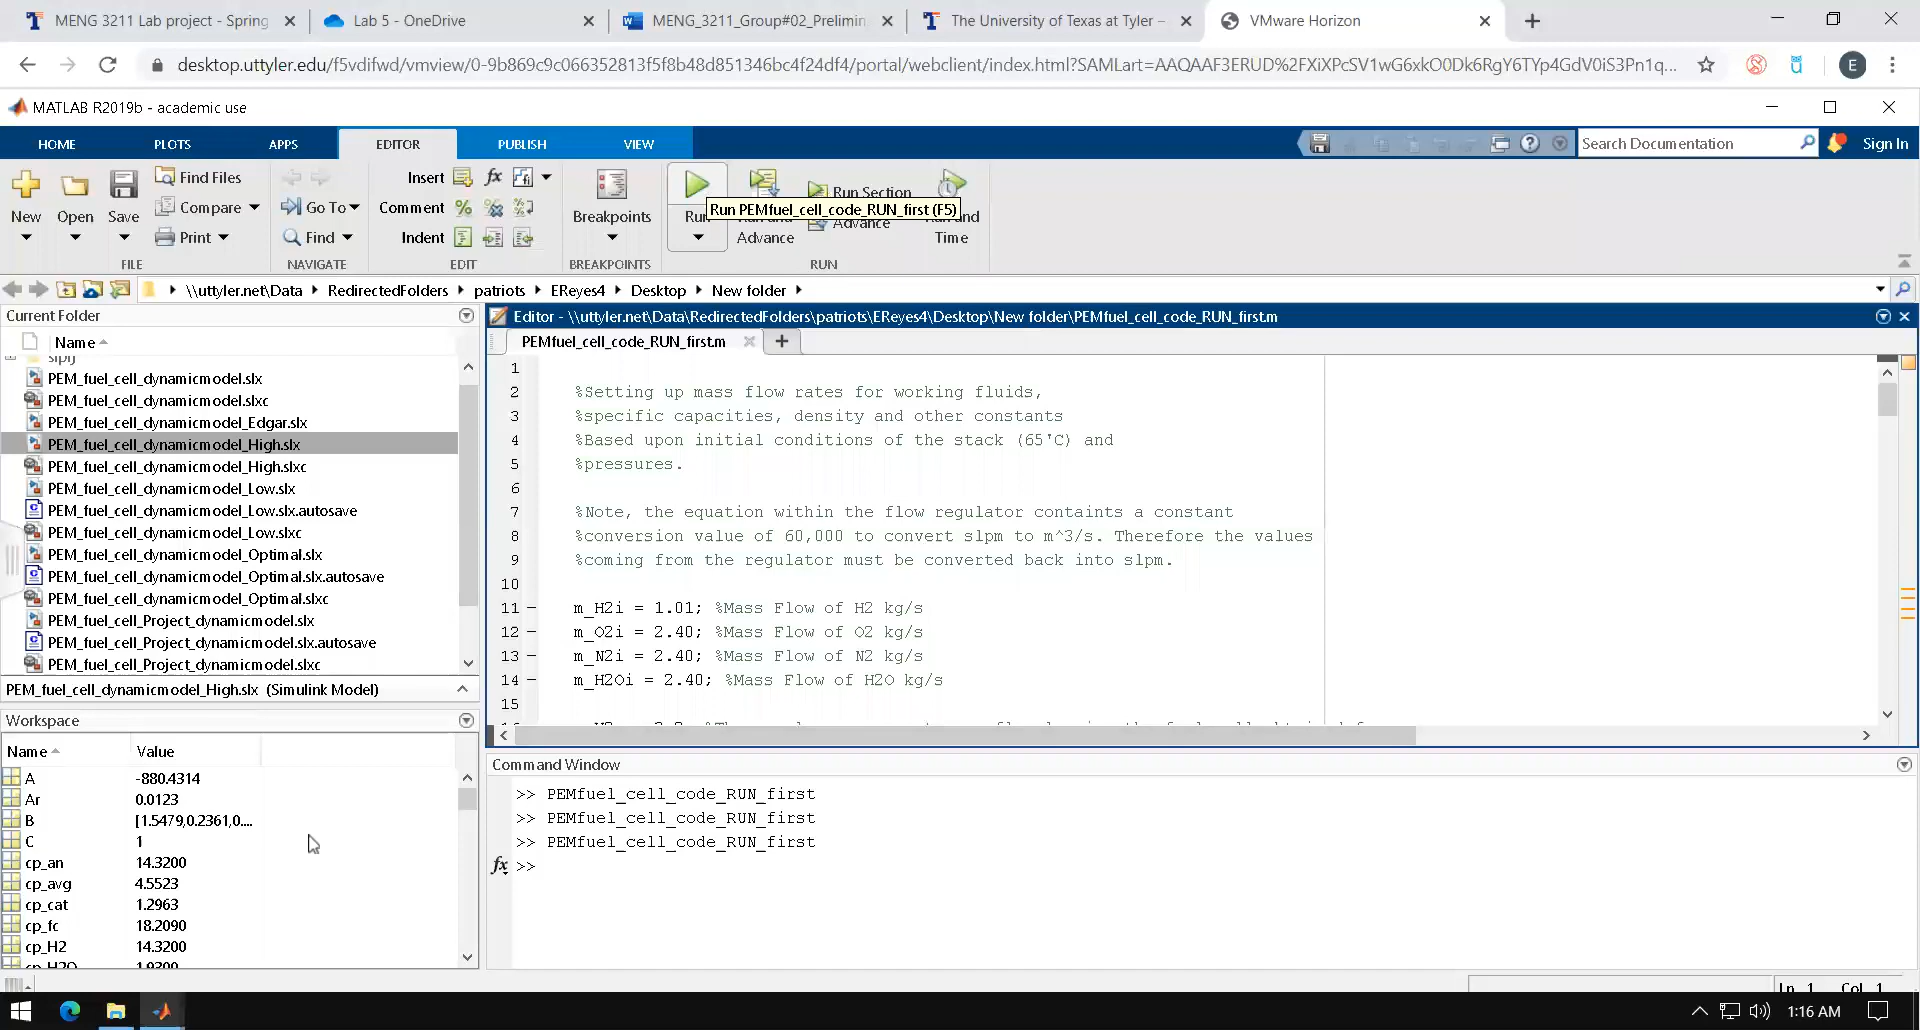 MENG 3211 Lab project - Spring
Lab 5 - OneDrive
MENG_3211_Group#02_Prelimin
The University of Texas at Tyler –
VMware Horizon
desktop.uttyler.edu/f5vdifwd/vmview/0-9b869c9c066352813f5f8b48d851346bc4f24df4/portal/webclient/index.html?SAMLart=AAQAAF3ERUD%2FXiXPcSV1wG6xkO0Dk6RgY6TYp4GdV0iS3Pn1q...
E
MATLAB R2019b - academic use
HOME PLOTS APPS EDITOR PUBLISH VIEW
Search Documentation
Sign In
New
Open
Save
Find Files
Compare
Print
FILE
Go To
Find
NAVIGATE
Insert
Comment
Indent
EDIT
Breakpoints
BREAKPOINTS
Run
Advance
Run Section
Advance
Time
RUN
Run PEMfuel_cell_code_RUN_first (F5)
\\uttyler.net\Data RedirectedFolders patriots EReyes4 Desktop New folder
Current Folder
Name
PEM_fuel_cell_dynamicmodel.slx
PEM_fuel_cell_dynamicmodel.slxc
PEM_fuel_cell_dynamicmodel_Edgar.slx
PEM_fuel_cell_dynamicmodel_High.slx
PEM_fuel_cell_dynamicmodel_High.slxc
PEM_fuel_cell_dynamicmodel_Low.slx
PEM_fuel_cell_dynamicmodel_Low.slx.autosave
PEM_fuel_cell_dynamicmodel_Low.slxc
PEM_fuel_cell_dynamicmodel_Optimal.slx
PEM_fuel_cell_dynamicmodel_Optimal.slx.autosave
PEM_fuel_cell_dynamicmodel_Optimal.slxc
PEM_fuel_cell_Project_dynamicmodel.slx
PEM_fuel_cell_Project_dynamicmodel.slx.autosave
PEM_fuel_cell_Project_dynamicmodel.slxc
PEM_fuel_cell_dynamicmodel_High.slx (Simulink Model)
Workspace
Name Value
A -880.4314
Ar 0.0123
B [1.5479,0.2361,0....
C 1
cp_an 14.3200
cp_avg 4.5523
cp_cat 1.2963
cp_fc 18.2090
cp_H2 14.3200
cp_H2O 1.9300
Editor - \\uttyler.net\Data\RedirectedFolders\patriots\EReyes4\Desktop\New folder\PEMfuel_cell_code_RUN_first.m
PEMfuel_cell_code_RUN_first.m
1
2 %Setting up mass flow rates for working fluids,
3 %specific capacities, density and other constants
4 %Based upon initial conditions of the stack (65'C) and
5 %pressures.
6
7 %Note, the equation within the flow regulator containts a constant
8 %conversion value of 60,000 to convert slpm to m^3/s. Therefore the values
9 %coming from the regulator must be converted back into slpm.
10
11 – m_H2i = 1.01; %Mass Flow of H2 kg/s
12 – m_O2i = 2.40; %Mass Flow of O2 kg/s
13 – m_N2i = 2.40; %Mass Flow of N2 kg/s
14 – m_H2Oi = 2.40; %Mass Flow of H2O kg/s
15
Command Window
>> PEMfuel_cell_code_RUN_first
>> PEMfuel_cell_code_RUN_first
>> PEMfuel_cell_code_RUN_first
fx >>
Ln 1 Col 1
1:16 AM